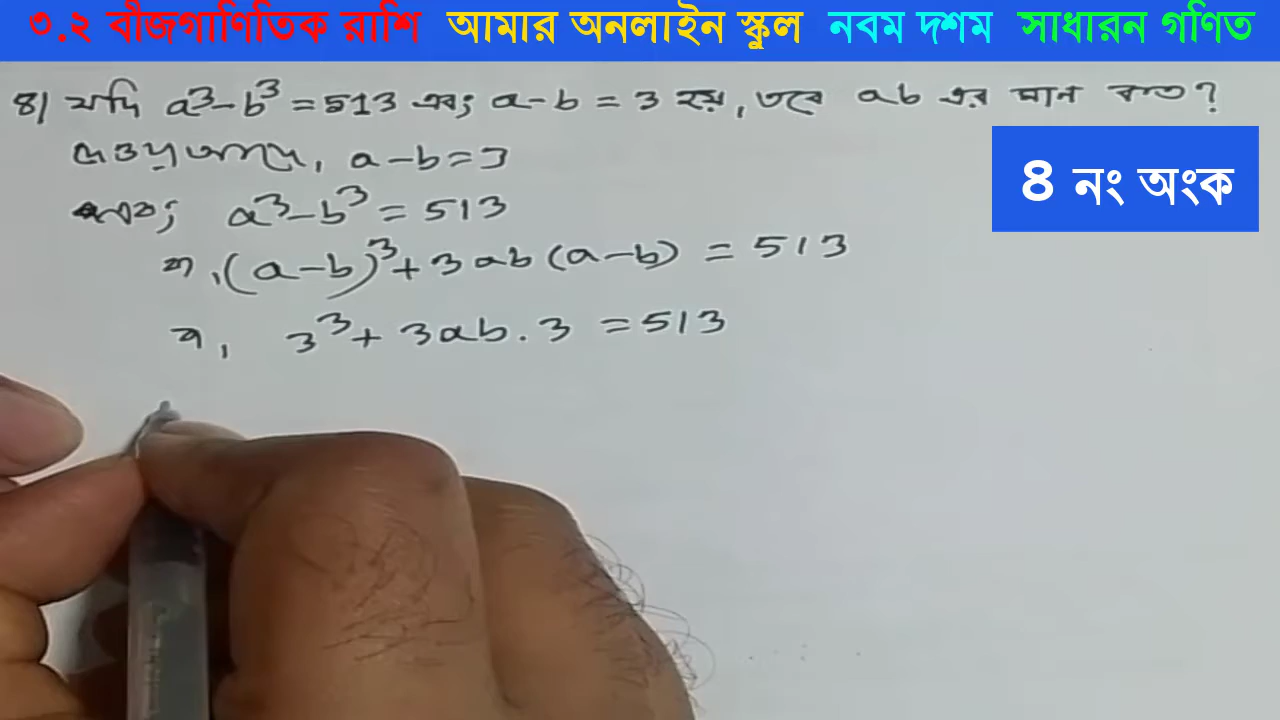 ৩.২ বীজগাণিতিক রাশি আমার অনলাইন স্কুল নবম দশম সাধারন গণিত
৪। যদি a³-b³ = 513 এবং a-b = 3 হয়, তবে ab এর মান কত?
৪ নং অংক
দেওয়া আছে, a-b=3
এবং a³-b³ = 513
বা, (a-b)³+3ab(a-b) = 513
বা, 3³+3ab.3 =513